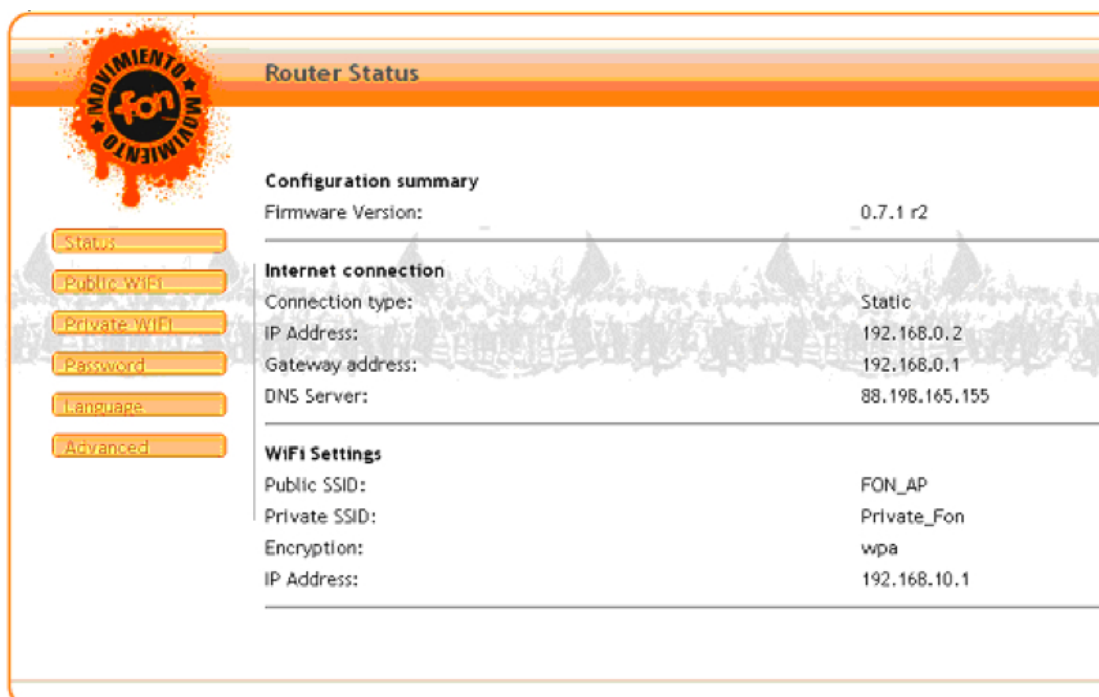 MOVIMIENTO
fon
MOVIMIENTO
Router Status
Status
Public WiFi
Private WiFi
Password
Language
Advanced
Configuration summary
Firmware Version: 0.7.1 r2
Internet connection
Connection type: Static
IP Address: 192.168.0.2
Gateway address: 192.168.0.1
DNS Server: 88.198.165.155
WiFi Settings
Public SSID: FON_AP
Private SSID: Private_Fon
Encryption: wpa
IP Address: 192.168.10.1